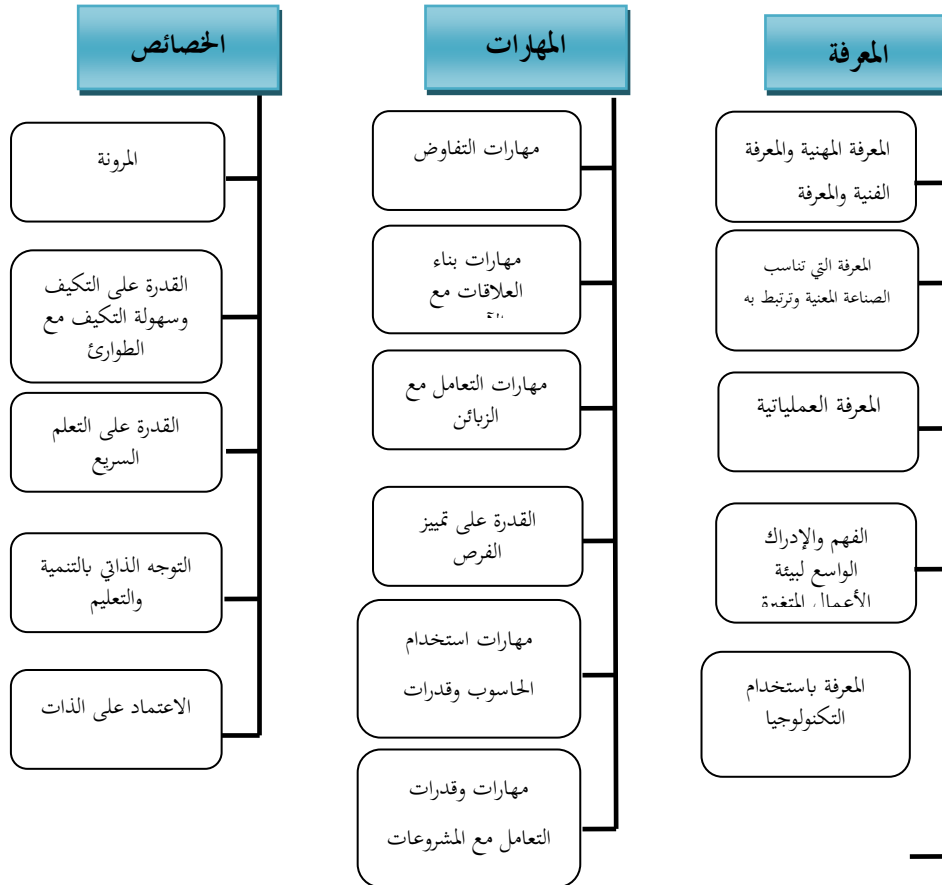 المعرفة
المعرفة المهنية والمعرفة
الفنية والمعرفة
المعرفة التي تناسب
الصناعة المعنية وترتبط به
المعرفة العملياتية
الفهم والإدراك
الواسع لبيئة
الأعمال المتغيرة
المعرفة باستخدام
التكنولوجيا
المهارات
مهارات التفاوض
مهارات بناء
العلاقات مع
مهارات التعامل مع
الزبائن
القدرة على تمييز
الفرص
مهارات استخدام
الحاسوب وقدرات
مهارات وقدرات
التعامل مع المشروعات
الخصائص
المرونة
القدرة على التكيف
وسهولة التكيف مع
الطوارئ
القدرة على التعلم
السريع
التوجه الذاتي بالتنمية
والتعليم
الاعتماد على الذات